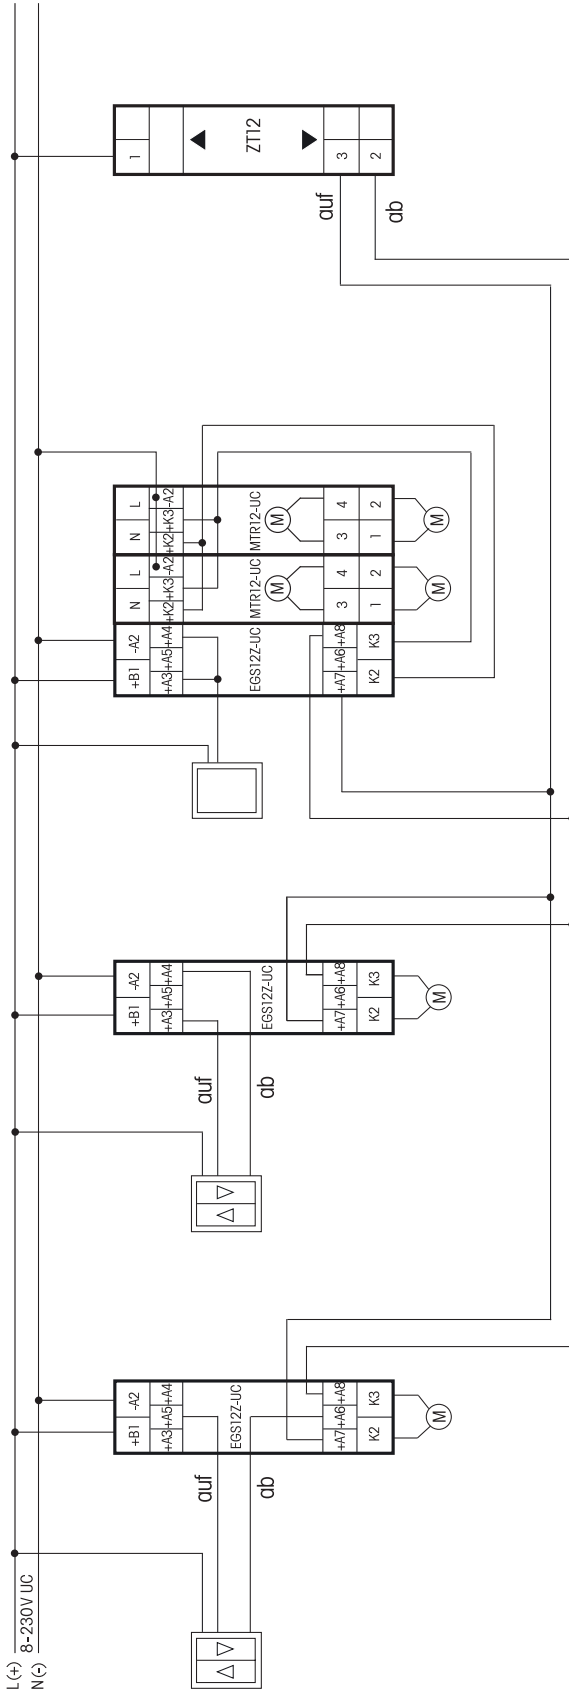 L(+)
8-230V UC
N(-)
+B1 -A2
+A3 +A5 +A4
EGS12Z-UC
+A7 +A6 +A8
K2 K3
M
auf
ab
+B1 -A2
+A3 +A5 +A4
EGS12Z-UC
+A7 +A6 +A8
K2 K3
M
auf
ab
+B1 -A2
+A3 +A5 +A4
EGS12Z-UC
+A7 +A6 +A8
K2 K3
N L
+K2 +K3 -A2
M
MTR12-UC
3 4
1 2
M
N L
+K2 +K3 -A2
M
MTR12-UC
3 4
1 2
M
1
ZT12
3
2
auf
ab